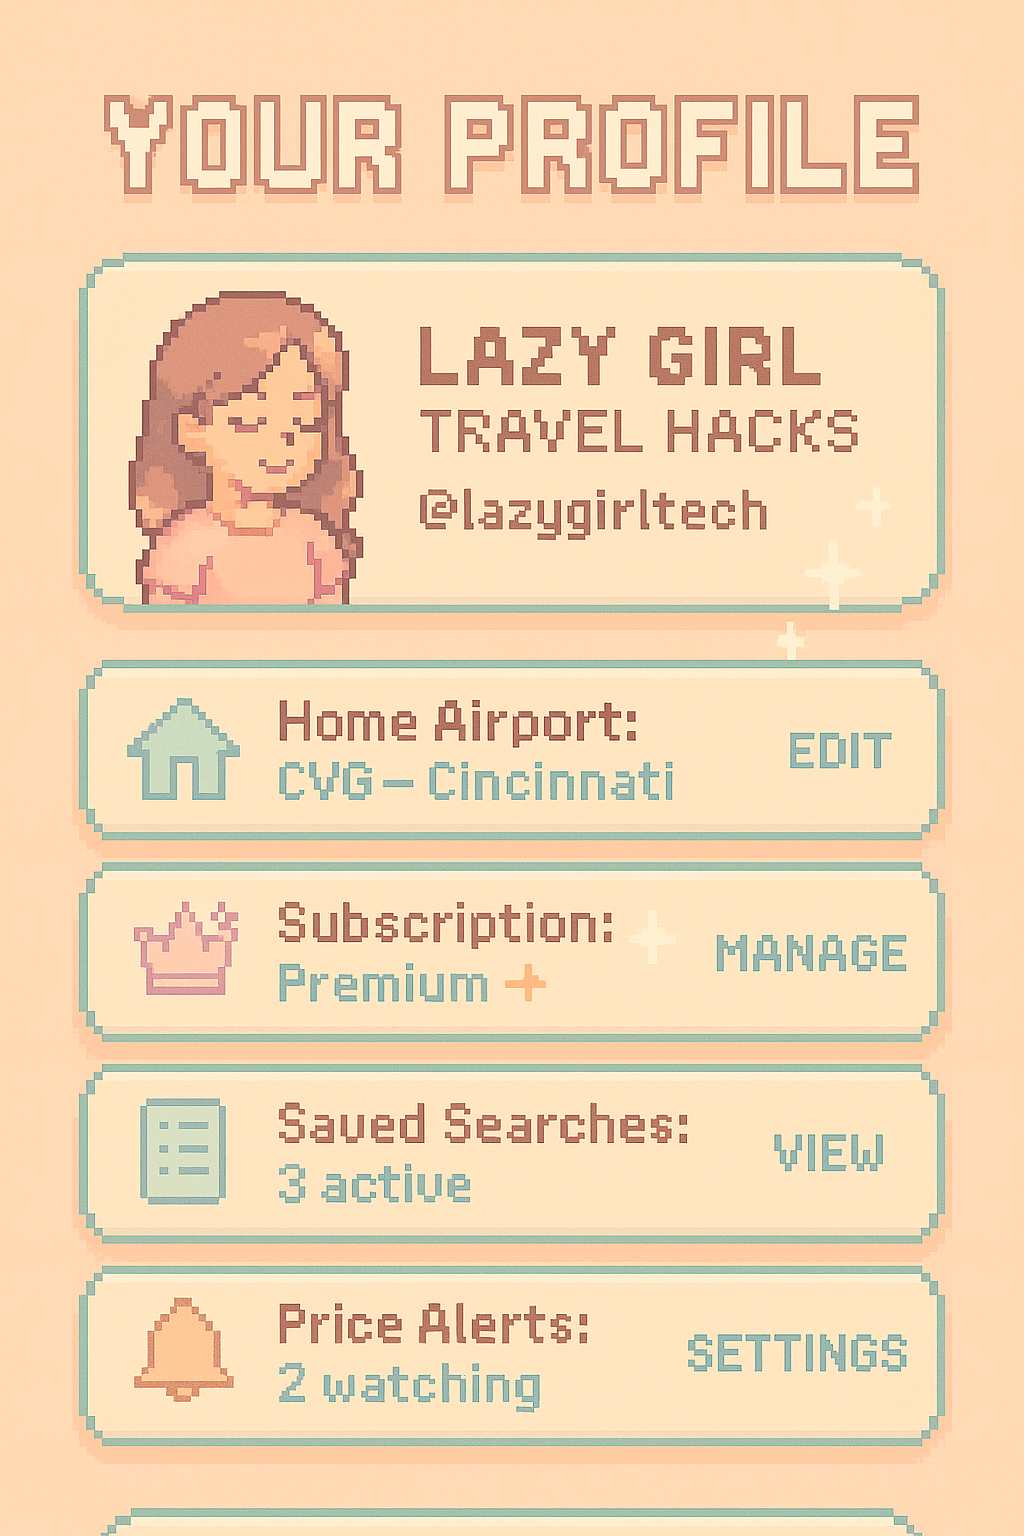 YOUR PROFILE
LAZY GIRL
TRAVEL HACKS
@lazygirltech
Home Airport:
CVG – Cincinnati
EDIT
Subscription:
Premium
MANAGE
Saved Searches:
3 active
VIEW
Price Alerts:
2 watching
SETTINGS